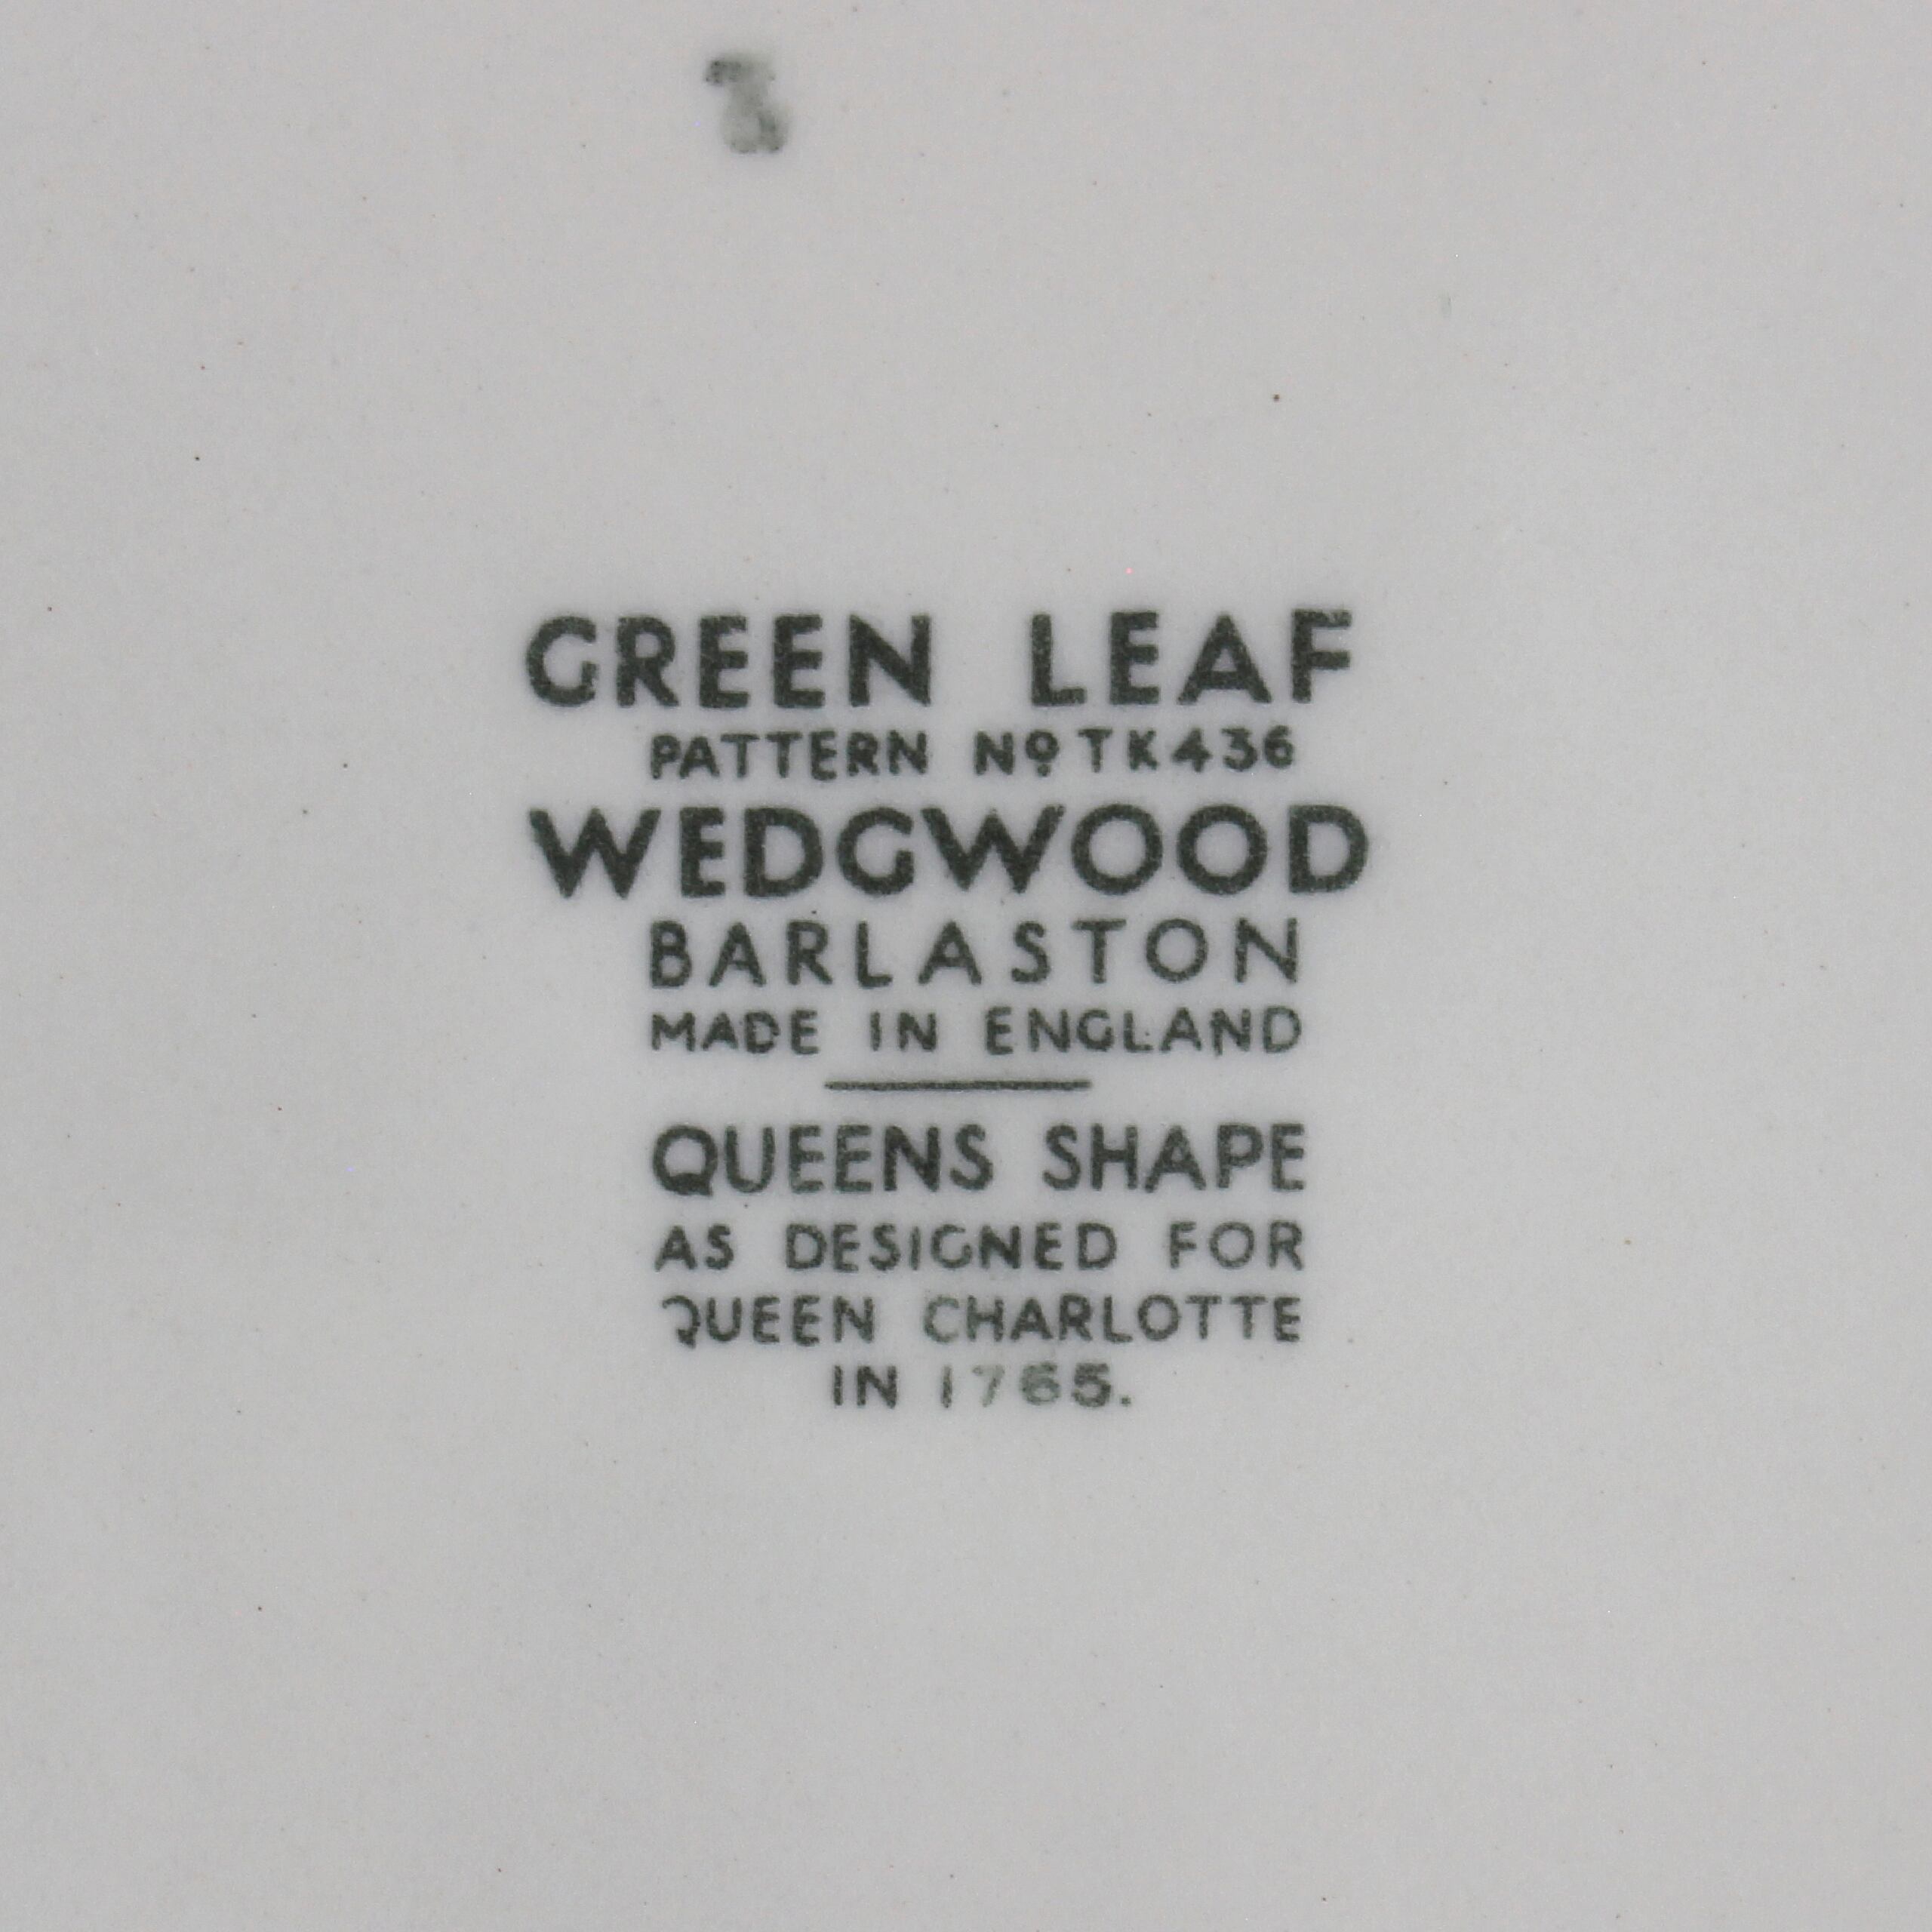 GREEN LEAF
PATTERN Nº TK436
WEDGWOOD
BARLASTON
MADE IN ENGLAND
QUEENS SHAPE
AS DESIGNED FOR
QUEEN CHARLOTTE
IN 1765.